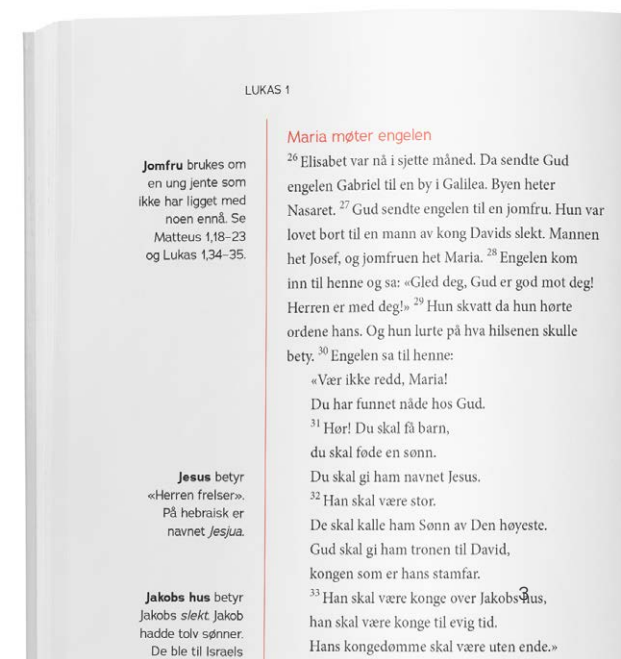 LUKAS 1
Jomfru brukes om
en ung jente som
ikke har ligget med
noen ennå. Se
Matteus 1,18–23
og Lukas 1,34–35.
Jesus betyr
«Herren frelser».
På hebraisk er
navnet Jesjua.
Jakobs hus betyr
Jakobs slekt. Jakob
hadde tolv sønner.
De ble til Israels
Maria møter engelen
26 Elisabet var nå i sjette måned. Da sendte Gud
engelen Gabriel til en by i Galilea. Byen heter
Nasaret. 27 Gud sendte engelen til en jomfru. Hun var
lovet bort til en mann av kong Davids slekt. Mannen
het Josef, og jomfruen het Maria. 28 Engelen kom
inn til henne og sa: «Gled deg, Gud er god mot deg!
Herren er med deg!» 29 Hun skvatt da hun hørte
ordene hans. Og hun lurte på hva hilsenen skulle
bety. 30 Engelen sa til henne:
«Vær ikke redd, Maria!
Du har funnet nåde hos Gud.
31 Hør! Du skal få barn,
du skal føde en sønn.
Du skal gi ham navnet Jesus.
32 Han skal være stor.
De skal kalle ham Sønn av Den høyeste.
Gud skal gi ham tronen til David,
kongen som er hans stamfar.
33 Han skal være konge over Jakobs hus,
han skal være konge til evig tid.
Hans kongedømme skal være uten ende.»
3